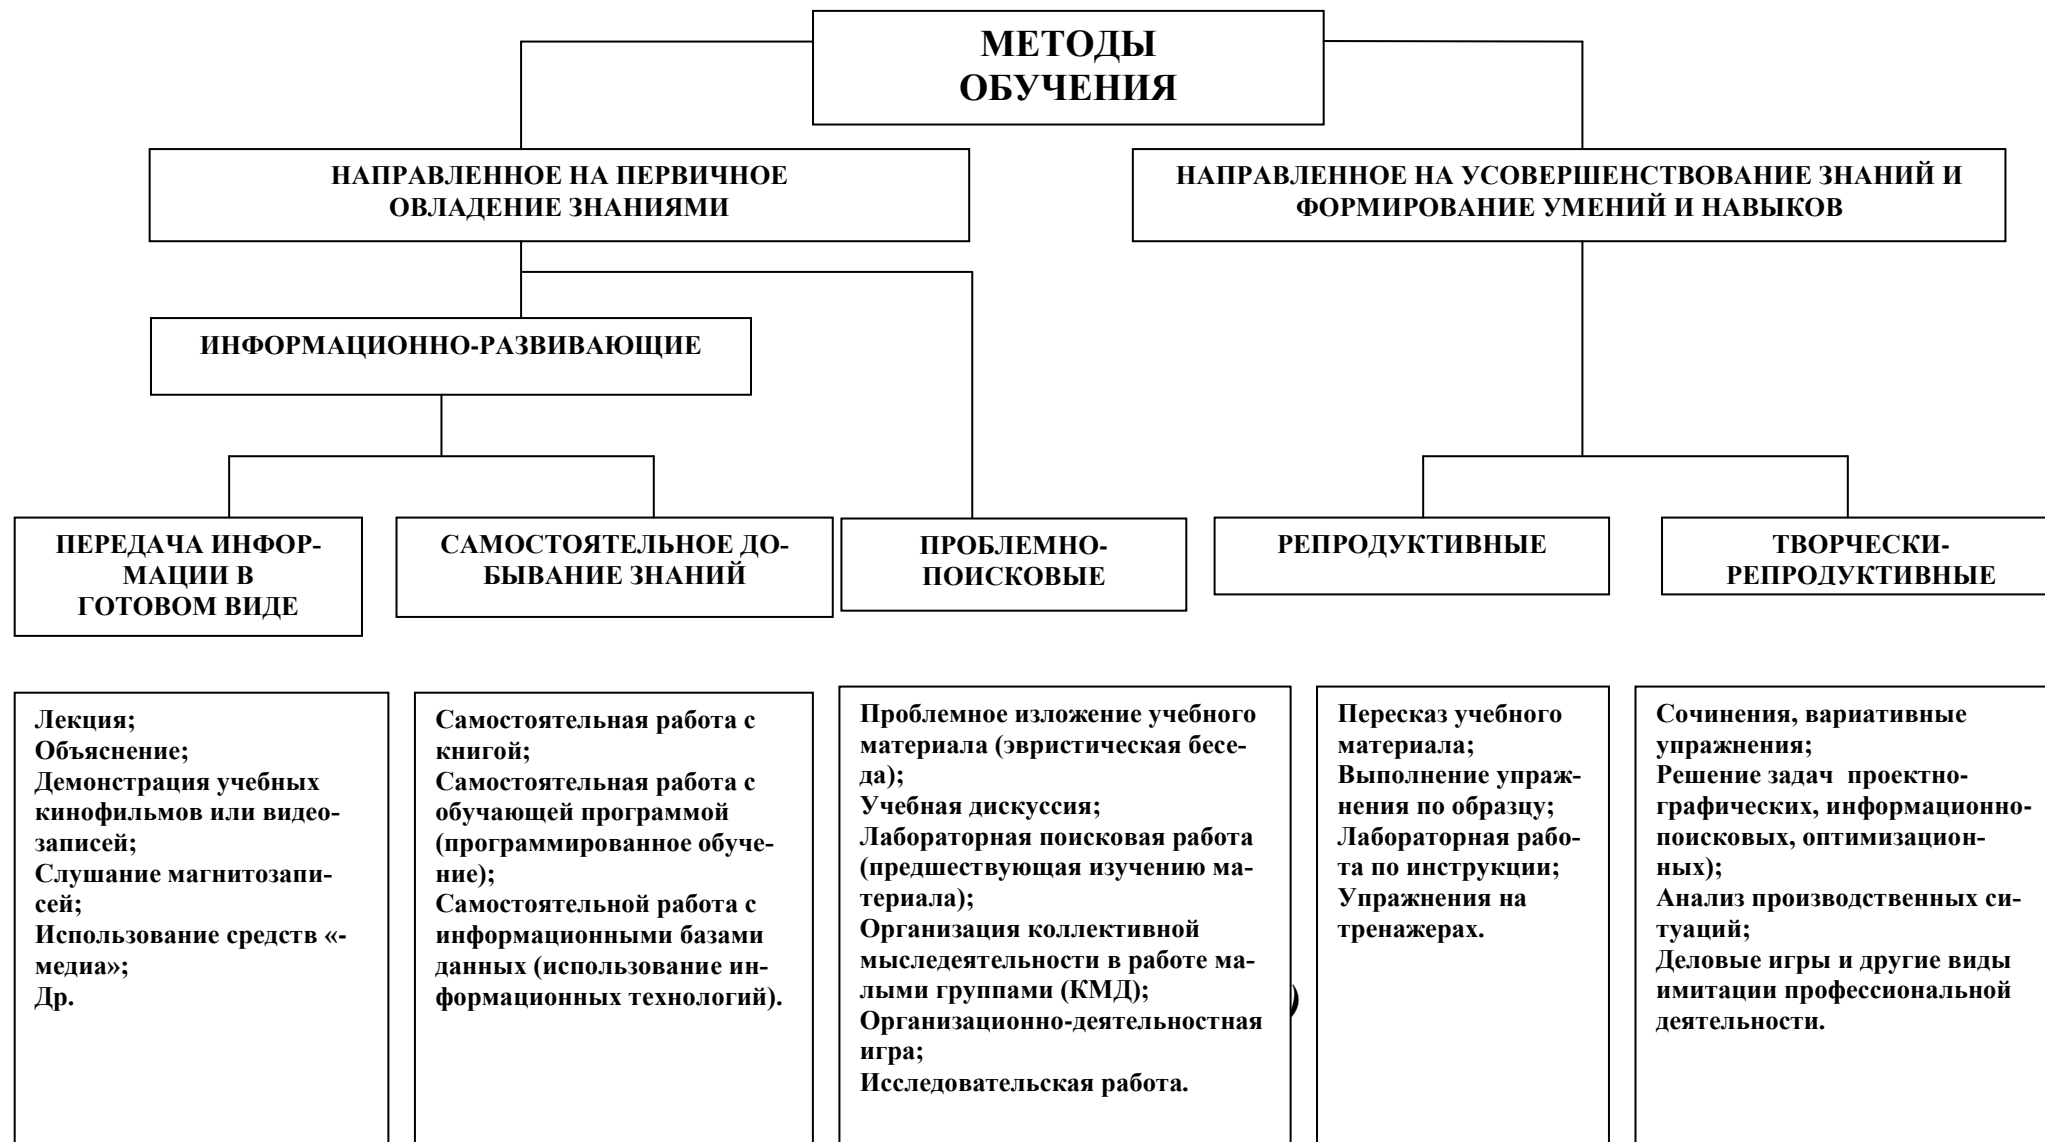 МЕТОДЫ
ОБУЧЕНИЯ
НАПРАВЛЕННОЕ НА ПЕРВИЧНОЕ
ОВЛАДЕНИЕ ЗНАНИЯМИ
НАПРАВЛЕННОЕ НА УСОВЕРШЕНСТВОВАНИЕ ЗНАНИЙ И
ФОРМИРОВАНИЕ УМЕНИЙ И НАВЫКОВ
ИНФОРМАЦИОННО-РАЗВИВАЮЩИЕ
ПЕРЕДАЧА ИНФОР-
МАЦИИ В
ГОТОВОМ ВИДЕ
САМОСТОЯТЕЛЬНОЕ ДО-
БЫВАНИЕ ЗНАНИЙ
ПРОБЛЕМНО-
ПОИСКОВЫЕ
РЕПРОДУКТИВНЫЕ
ТВОРЧЕСКИ-
РЕПРОДУКТИВНЫЕ
Лекция;
Объяснение;
Демонстрация учебных
кинофильмов или видео-
записей;
Слушание магнитозапи-
сей;
Использование средств «-
медиа»;
Др.
Самостоятельная работа с
книгой;
Самостоятельная работа с
обучающей программой
(программированное обуче-
ние);
Самостоятельной работа с
информационными базами
данных (использование ин-
формационных технологий).
Проблемное изложение учебного
материала (эвристическая бесе-
да);
Учебная дискуссия;
Лабораторная поисковая работа
(предшествующая изучению ма-
териала);
Организация коллективной
мыследеятельности в работе ма-
лыми группами (КМД);
Организационно-деятельностная
игра;
Исследовательская работа.
)
Пересказ учебного
материала;
Выполнение упраж-
нения по образцу;
Лабораторная рабо-
та по инструкции;
Упражнения на
тренажерах.
Сочинения, вариативные
упражнения;
Решение задач  проектно-
графических, информационно-
поисковых, оптимизацион-
ных);
Анализ производственных си-
туаций;
Деловые игры и другие виды
имитации профессиональной
деятельности.